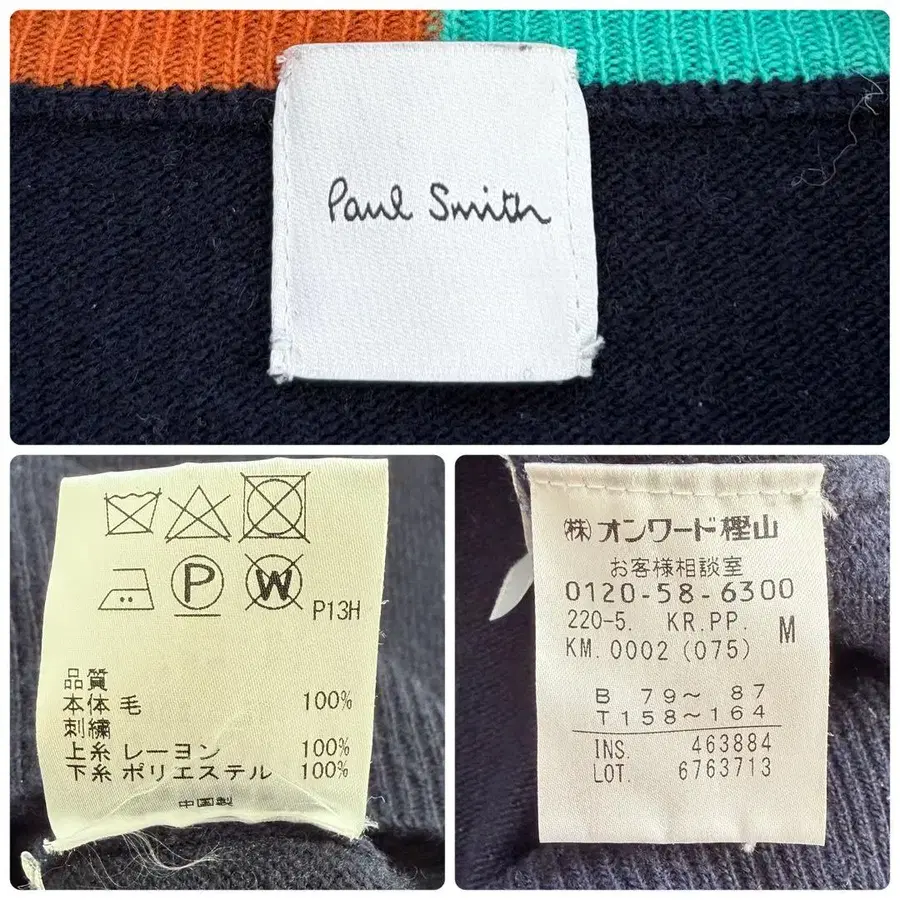 Paul Smith
P
W
P13H
品質
本体 毛 100%
刺繍
上糸 レーヨン 100%
下糸 ポリエステル 100%
中国製
㈱オンワード樫山
お客様相談室
0120-58-6300
220-5. KR.PP. M
KM.0002(075)
B 79~ 87
T158~164
INS. 463884
LOT. 6763713